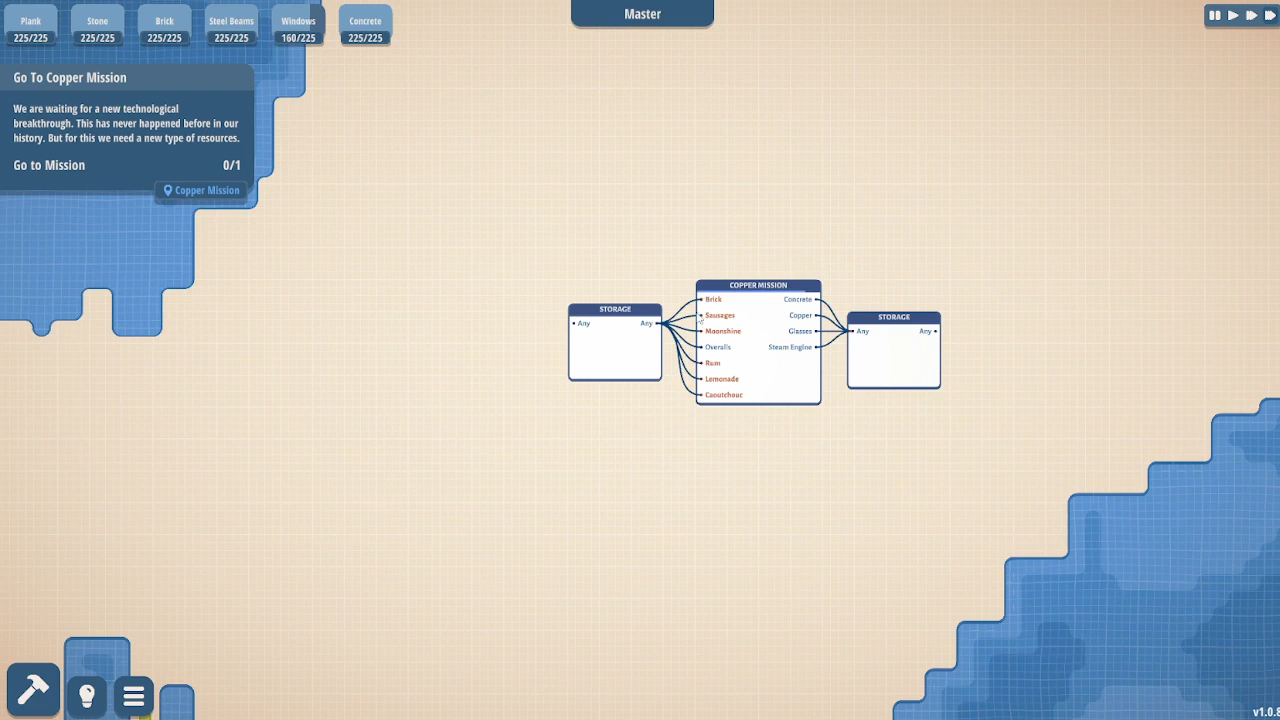 Plank
225/225
Stone
225/225
Brick
225/225
Steel Beams
225/225
Windows
160/225
Concrete
225/225
Master
Go To Copper Mission
We are waiting for a new technological
breakthrough. This has never happened before in our
history. But for this we need a new type of resources.
Go to Mission 0/1
Copper Mission
STORAGE
Any Any
COPPER MISSION
Brick Concrete
Sausages Copper
Moonshine Glasses
Overalls Steam Engine
Rum
Lemonade
Caoutchouc
STORAGE
Any Any
v1.0.8